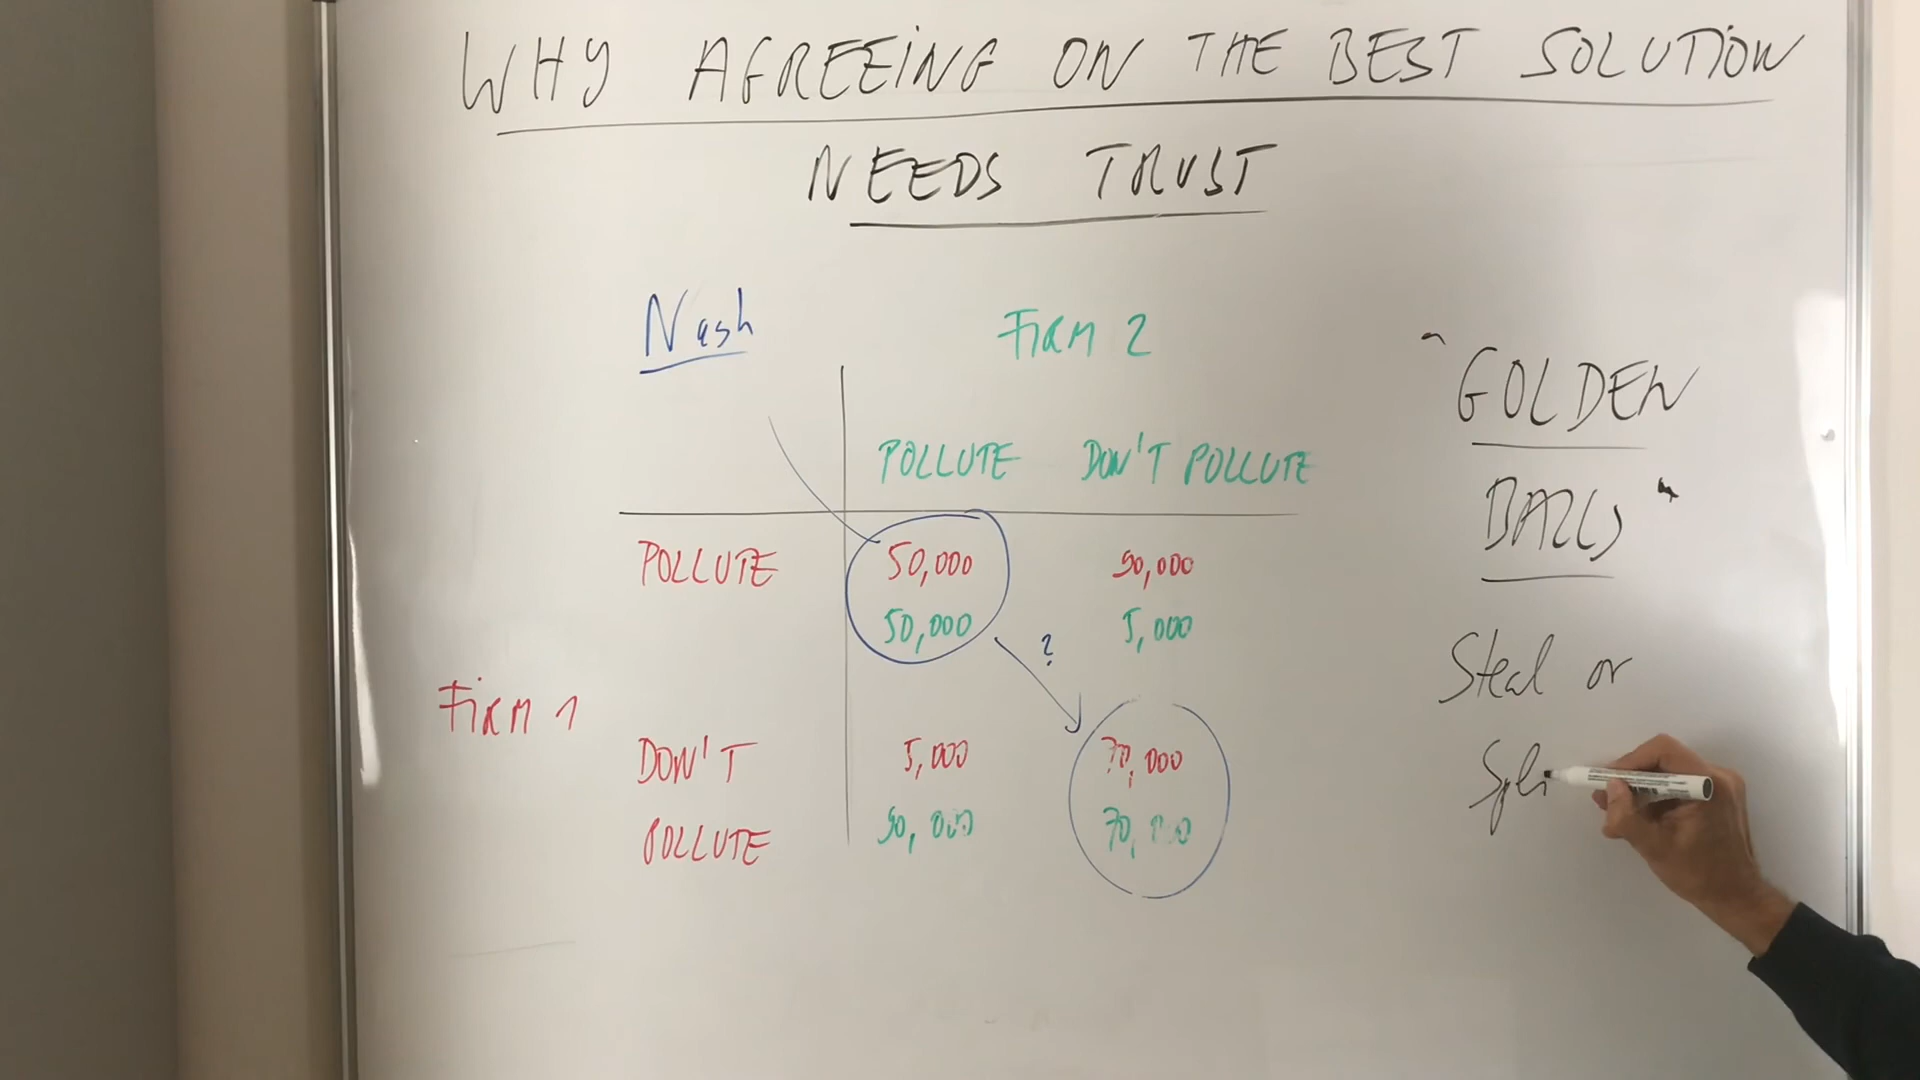 WHY AGREEING ON THE BEST SOLUTION
NEEDS TRUST
Nash
FIRM 2
POLLUTE DON'T POLLUTE
POLLUTE 50,000 90,000
50,000 5,000
?
FIRM 1
DON'T 5,000 70,000
POLLUTE 90,000 70,000
"GOLDEN
BALLS"
Steal or
Spli